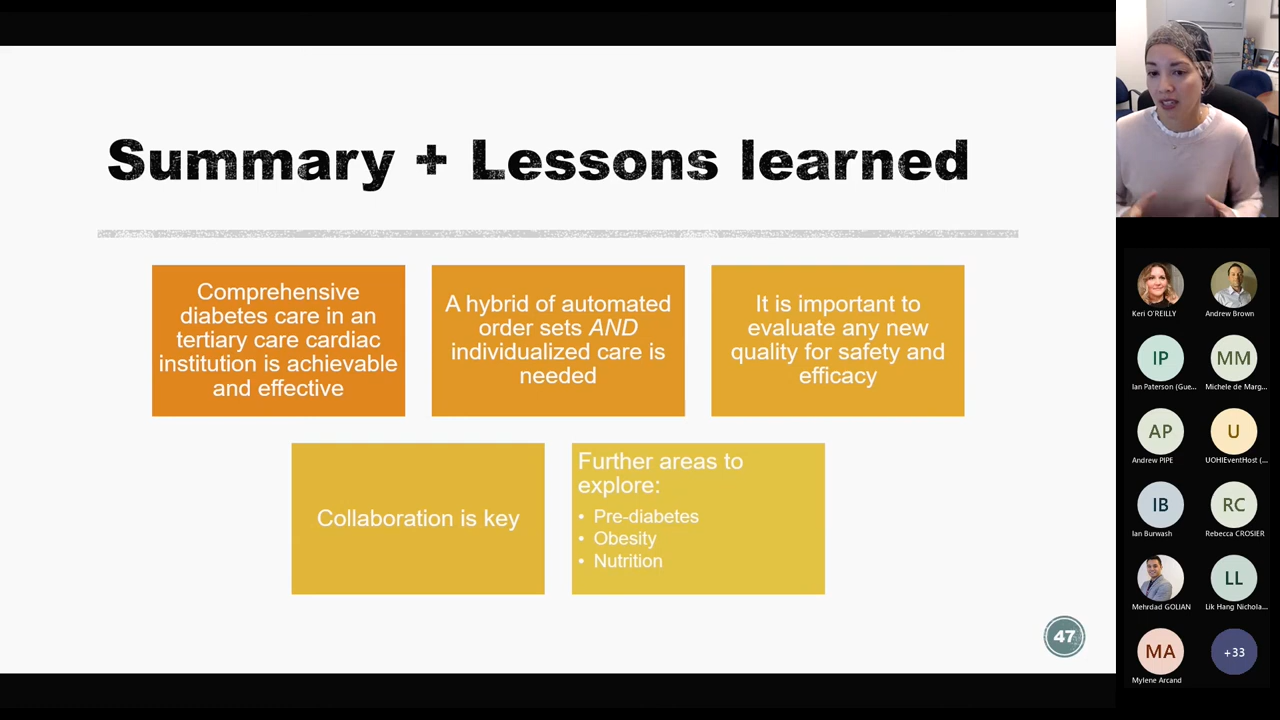 Summary + Lessons learned
Comprehensive
diabetes care in an
tertiary care cardiac
institution is achievable
and effective
A hybrid of automated
order sets AND
individualized care is
needed
It is important to
evaluate any new
quality for safety and
efficacy
Collaboration is key
Further areas to
explore:
• Pre-diabetes
• Obesity
• Nutrition
47
Keri O'REILLY
Andrew Brown
IP
MM
Ian Paterson (Gue...
Michele de Marg...
AP
U
Andrew PIPE
UOHIEventHost (...
IB
RC
Ian Burwash
Rebecca CROSIER
LL
Mehrdad GOLIAN
Lik Hang Nichola...
MA
+33
Mylene Arcand